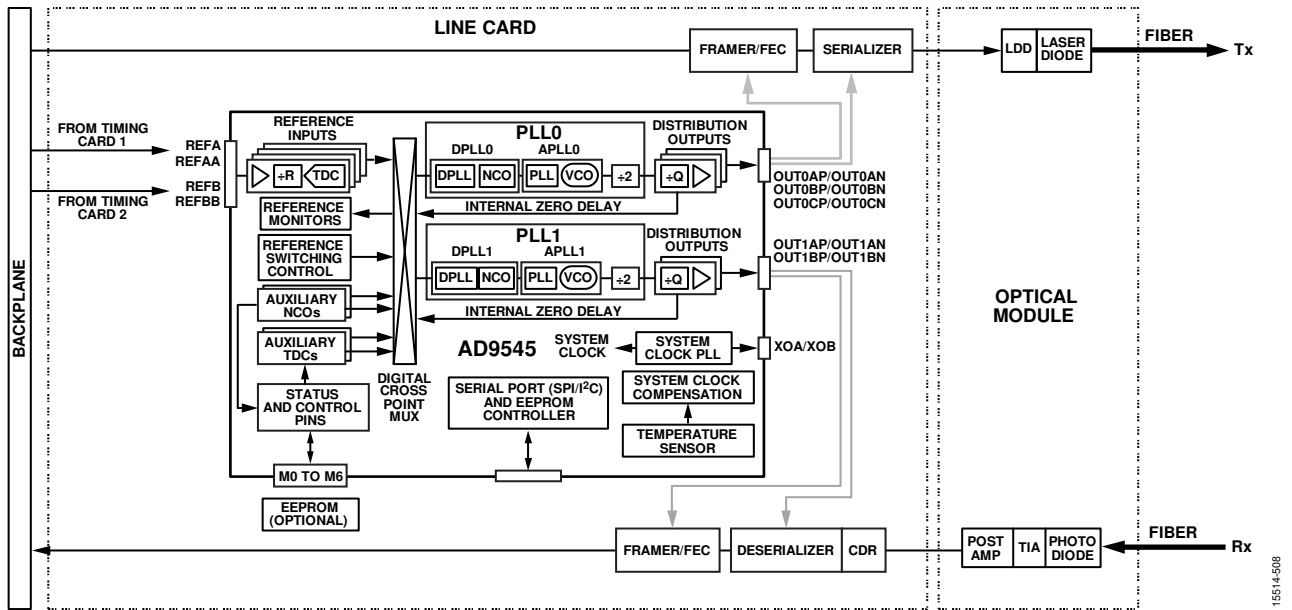 LINE CARD
BACKPLANE
FRAMER/FEC
SERIALIZER
LDD
LASER
DIODE
FIBER
Tx
FROM TIMING
CARD 1
REFA
REFAA
REFB
REFBB
FROM TIMING
CARD 2
REFERENCE
INPUTS
÷R
TDC
REFERENCE
MONITORS
REFERENCE
SWITCHING
CONTROL
AUXILIARY
NCOs
AUXILIARY
TDCs
STATUS
AND CONTROL
PINS
M0 TO M6
EEPROM
(OPTIONAL)
DIGITAL
CROSS
POINT
MUX
PLL0
DPLL0
APLL0
DPLL
NCO
PLL
VCO
÷2
DISTRIBUTION
OUTPUTS
÷Q
INTERNAL ZERO DELAY
OUT0AP/OUT0AN
OUT0BP/OUT0BN
OUT0CP/OUT0CN
PLL1
DPLL1
APLL1
DPLL
NCO
PLL
VCO
÷2
DISTRIBUTION
OUTPUTS
÷Q
INTERNAL ZERO DELAY
OUT1AP/OUT1AN
OUT1BP/OUT1BN
AD9545
SYSTEM
CLOCK
SYSTEM
CLOCK PLL
XOA/XOB
SERIAL PORT (SPI/I²C)
AND EEPROM
CONTROLLER
SYSTEM CLOCK
COMPENSATION
TEMPERATURE
SENSOR
OPTICAL
MODULE
FRAMER/FEC
DESERIALIZER
CDR
POST
AMP
TIA
PHOTO
DIODE
FIBER
Rx
15514-508